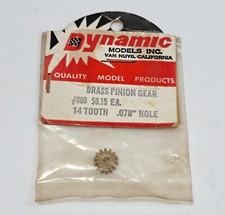 Dynamic
MODELS INC.
VAN NUYS, CALIFORNIA
QUALITY MODEL PRODUCTS
BRASS PINION GEAR
$0.15 EA.
14 TOOTH .078" HOLE